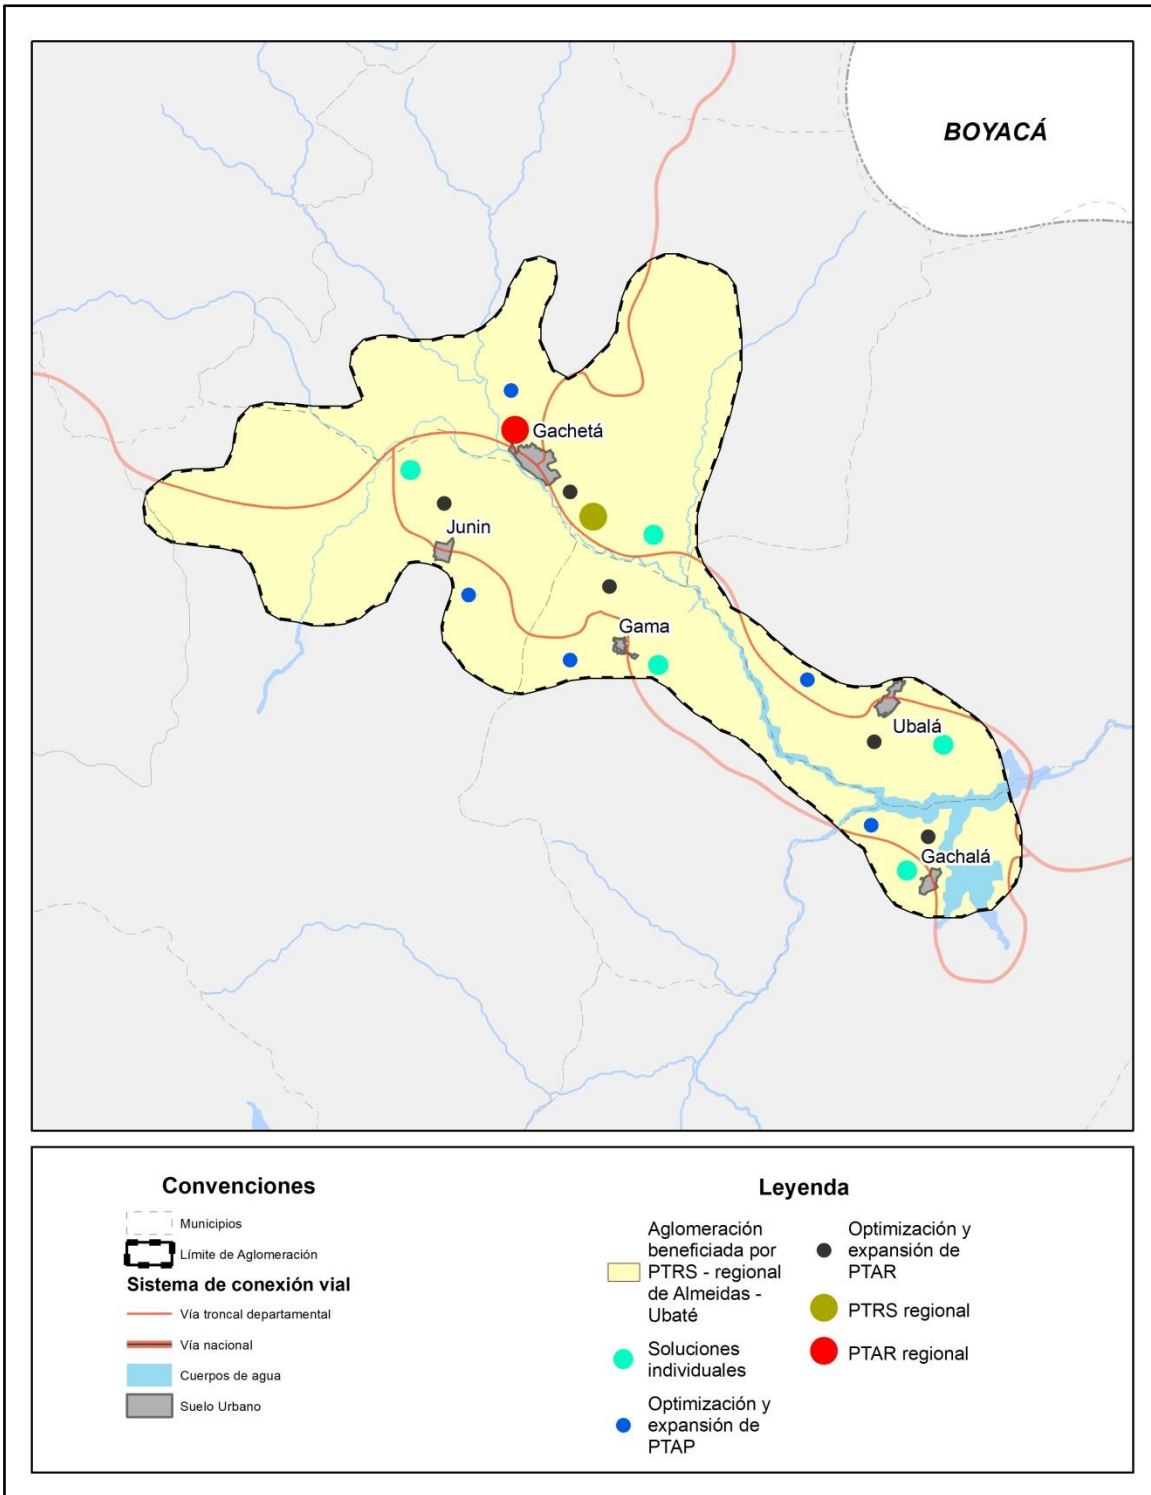 BOYACÁ
Gachetá
Junin
Gama
Ubalá
Gachalá
Convenciones
Municipios
Límite de Aglomeración
Sistema de conexión vial
Vía troncal departamental
Vía nacional
Cuerpos de agua
Suelo Urbano
Leyenda
Aglomeración
beneficiada por
PTRS - regional
de Almeidas -
Ubaté
Soluciones
individuales
Optimización y
expansión de
PTAP
Optimización y
expansión de
PTAR
PTRS regional
PTAR regional